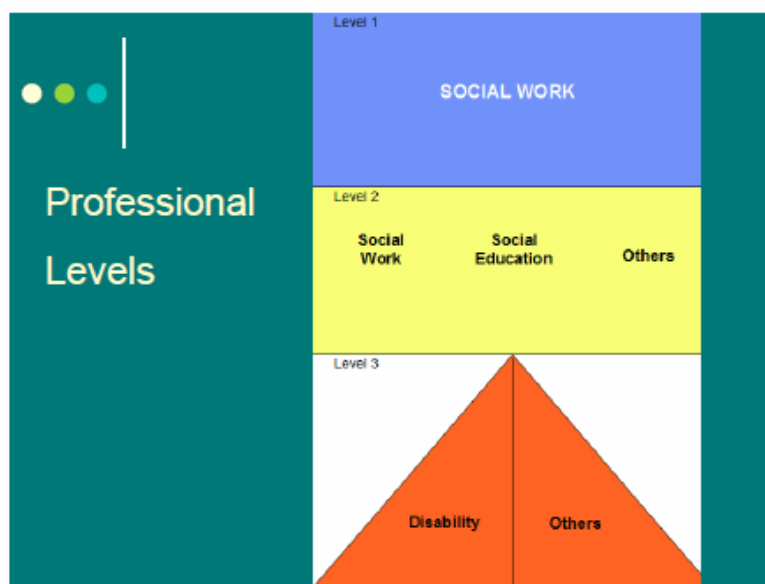 Professional
Levels
Level 1
SOCIAL WORK
Level 2
Social
Work
Social
Education
Others
Level 3
Disability
Others